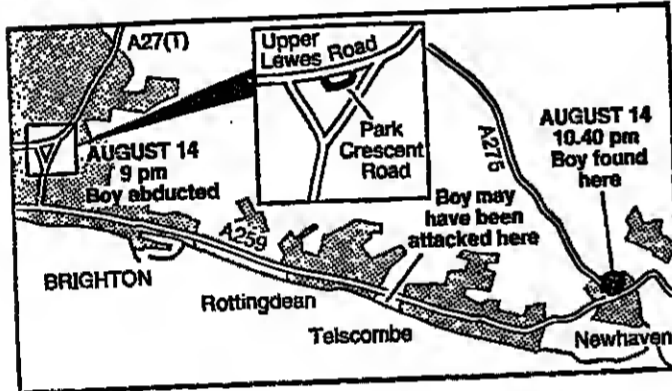 A27(T)
Upper
Lewes Road
Park
Crescent
Road
AUGUST 14
9 pm
Boy abducted
A275
AUGUST 14
10.40 pm
Boy found
here
Boy may
have been
attacked here
A259
BRIGHTON
Rottingdean
Telscombe
Newhaven